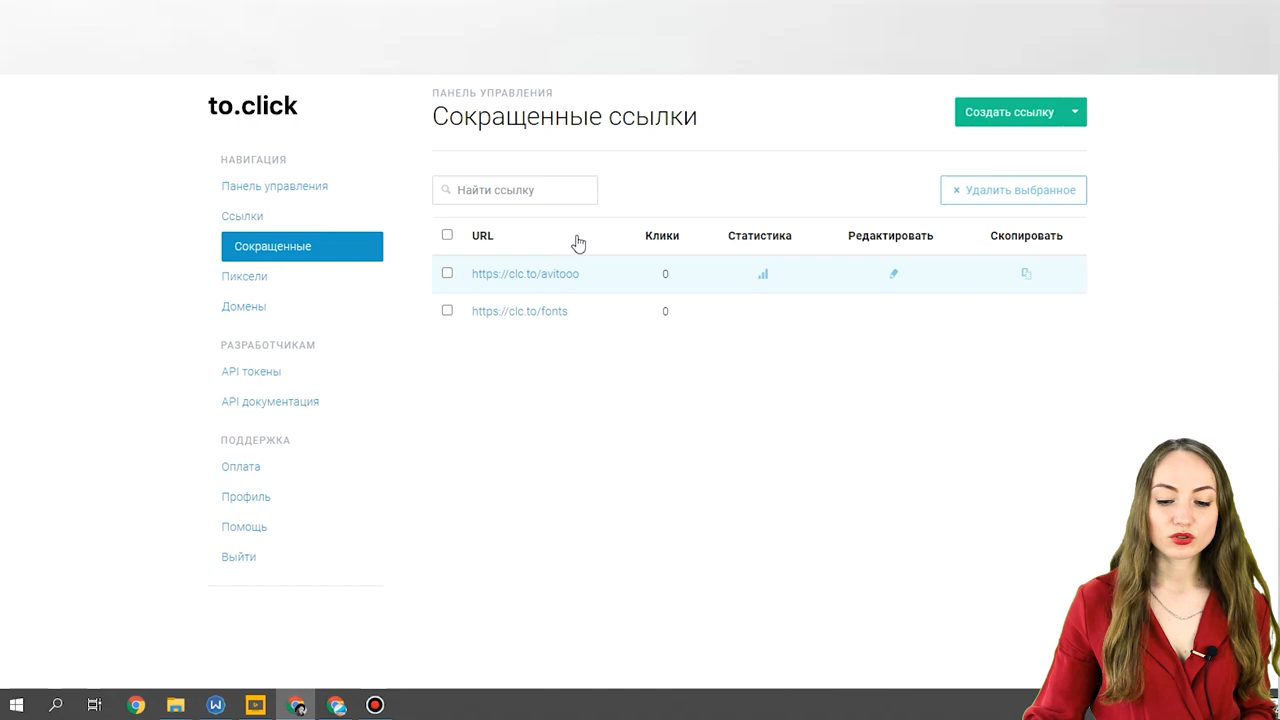 to.click
НАВИГАЦИЯ
Панель управления
Ссылки
Сокращенные
Пиксели
Домены
РАЗРАБОТЧИКАМ
API токены
API документация
ПОДДЕРЖКА
Оплата
Профиль
Помощь
Выйти
ПАНЕЛЬ УПРАВЛЕНИЯ
Сокращенные ссылки
Создать ссылку
Найти ссылку
× Удалить выбранное
URL Клики Статистика Редактировать Скопировать
https://clc.to/avitooo 0
https://clc.to/fonts 0